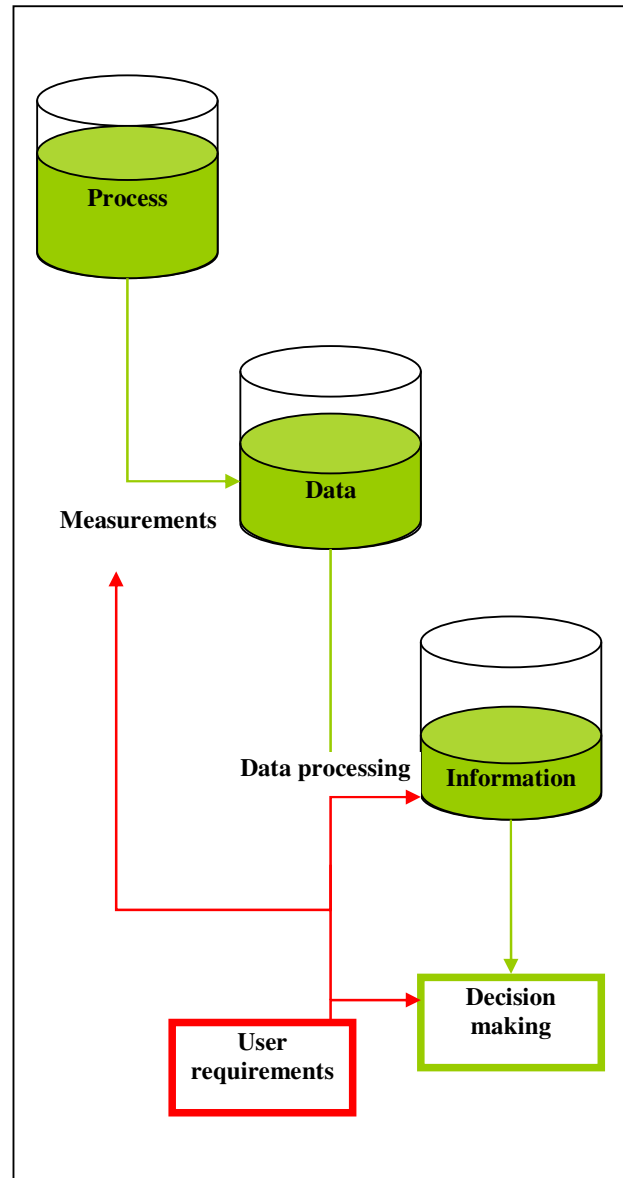 Process
Data
Measurements
Data processing
Information
Decision
making
User
requirements